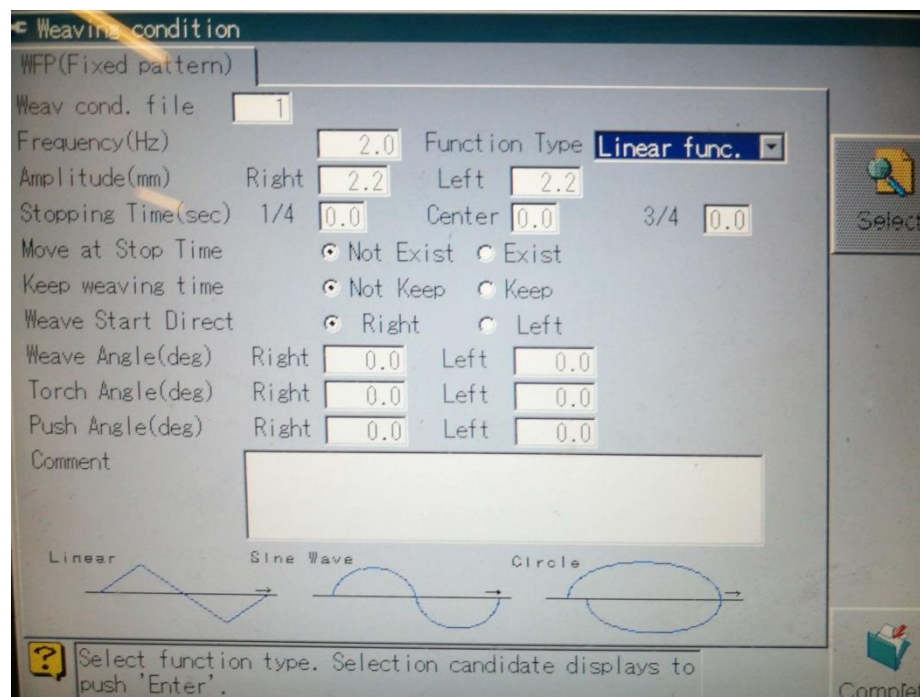 Weaving condition
WFP(Fixed pattern)
Weav cond. file 1
Frequency(Hz) 2.0 Function Type Linear func.
Amplitude(mm) Right 2.2 Left 2.2
Stopping Time(sec) 1/4 0.0 Center 0.0 3/4 0.0
Move at Stop Time Not Exist Exist
Keep weaving time Not Keep Keep
Weave Start Direct Right Left
Weave Angle(deg) Right 0.0 Left 0.0
Torch Angle(deg) Right 0.0 Left 0.0
Push Angle(deg) Right 0.0 Left 0.0
Comment
Linear Sine Wave Circle
Select function type. Selection candidate displays to
push 'Enter'.
Select